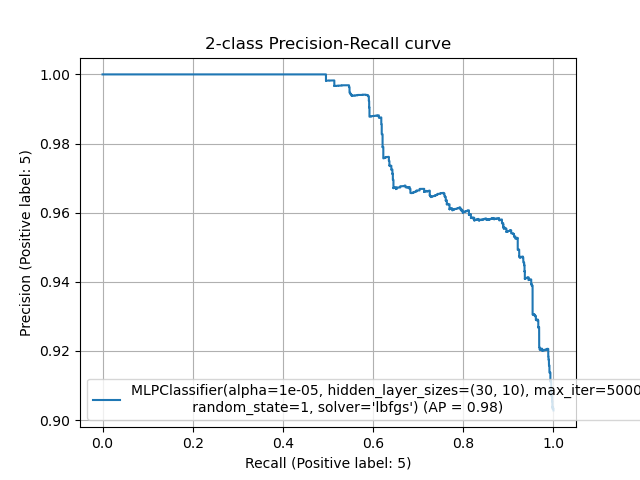 2-class Precision-Recall curve
1.00
0.98
0.96
0.94
0.92
0.90
Precision (Positive label: 5)
MLPClassifier(alpha=1e-05, hidden_layer_sizes=(30, 10), max_iter=5000
random_state=1, solver='lbfgs') (AP = 0.98)
0.0 0.2 0.4 0.6 0.8 1.0
Recall (Positive label: 5)